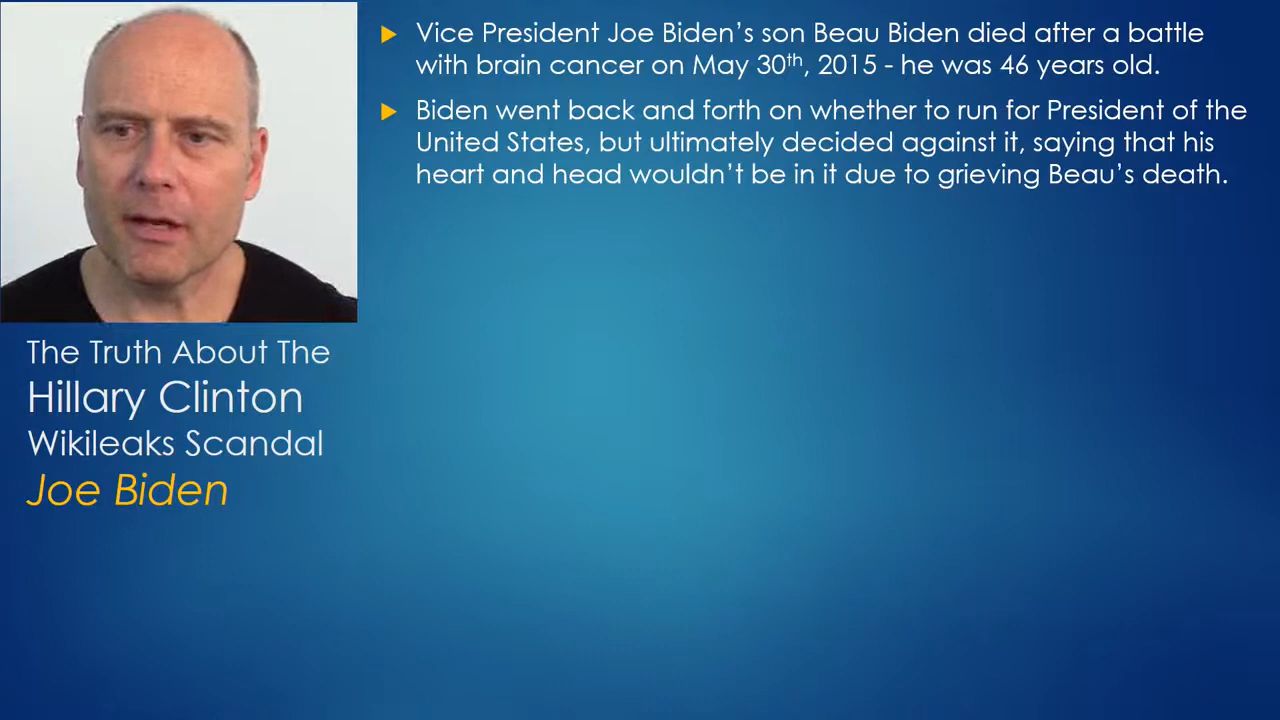 Vice President Joe Biden’s son Beau Biden died after a battle
with brain cancer on May 30th, 2015 - he was 46 years old.
Biden went back and forth on whether to run for President of the
United States, but ultimately decided against it, saying that his
heart and head wouldn’t be in it due to grieving Beau’s death.
The Truth About The
Hillary Clinton
Wikileaks Scandal
Joe Biden